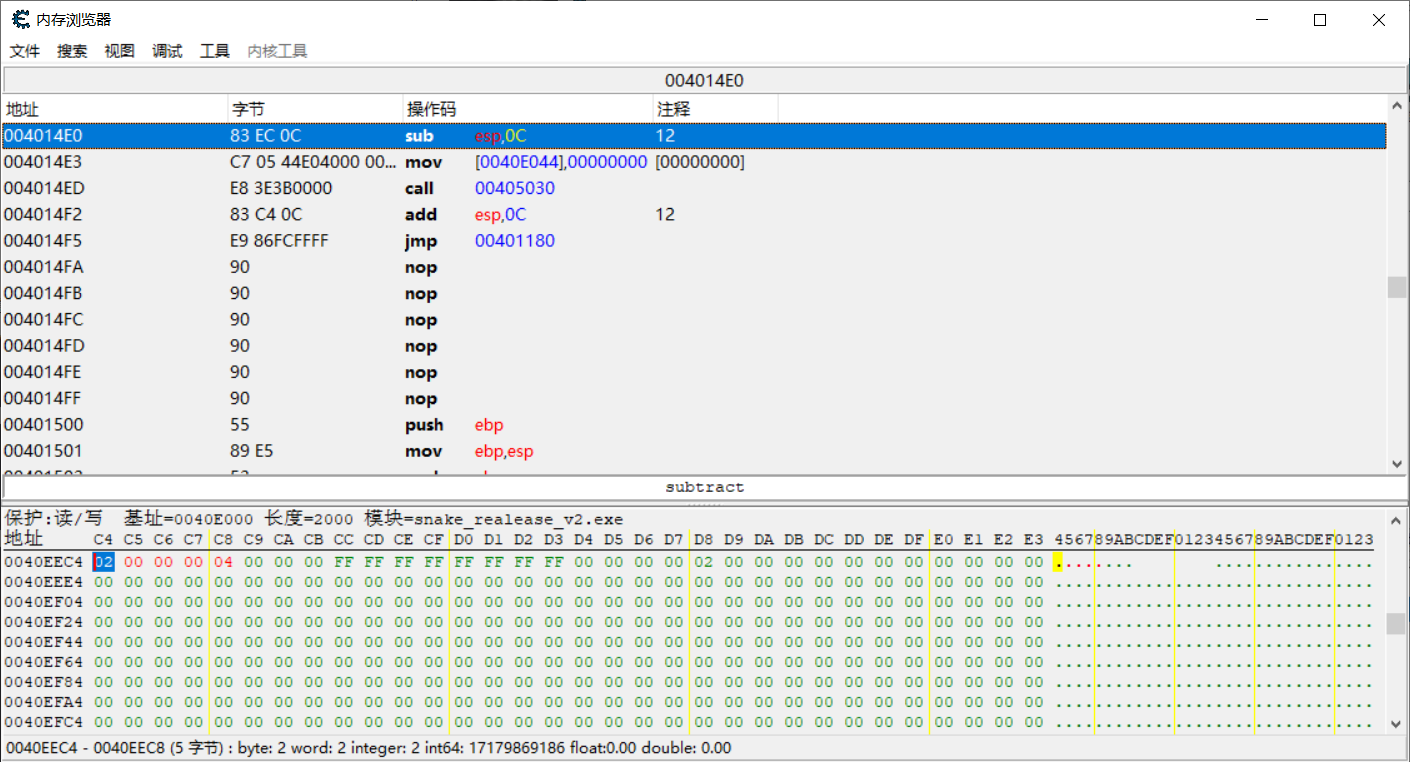 内存浏览器
文件 搜索 视图 调试 工具 内核工具
004014E0
地址 字节 操作码 注释
004014E0 83 EC 0C sub esp,0C 12
004014E3 C7 05 44E04000 00... mov [0040E044],00000000 [00000000]
004014ED E8 3E3B0000 call 00405030
004014F2 83 C4 0C add esp,0C 12
004014F5 E9 86FCFFFF jmp 00401180
004014FA 90 nop
004014FB 90 nop
004014FC 90 nop
004014FD 90 nop
004014FE 90 nop
004014FF 90 nop
00401500 55 push ebp
00401501 89 E5 mov ebp,esp
subtract
保护:读/写 基址=0040E000 长度=2000 模块=snake_realease_v2.exe
地址 C4 C5 C6 C7 C8 C9 CA CB CC CD CE CF D0 D1 D2 D3 D4 D5 D6 D7 D8 D9 DA DB DC DD DE DF E0 E1 E2 E3 456789ABCDEF0123456789ABCDEF0123
0040EEC4 02 00 00 00 04 00 00 00 FF FF FF FF FF FF FF FF 00 00 00 00 02 00 00 00 00 00 00 00 00 00 00 00 ........ ................
0040EEE4 00 00 00 00 00 00 00 00 00 00 00 00 00 00 00 00 00 00 00 00 00 00 00 00 00 00 00 00 00 00 00 00 ................................
0040EF04 00 00 00 00 00 00 00 00 00 00 00 00 00 00 00 00 00 00 00 00 00 00 00 00 00 00 00 00 00 00 00 00 ................................
0040EF24 00 00 00 00 00 00 00 00 00 00 00 00 00 00 00 00 00 00 00 00 00 00 00 00 00 00 00 00 00 00 00 00 ................................
0040EF44 00 00 00 00 00 00 00 00 00 00 00 00 00 00 00 00 00 00 00 00 00 00 00 00 00 00 00 00 00 00 00 00 ................................
0040EF64 00 00 00 00 00 00 00 00 00 00 00 00 00 00 00 00 00 00 00 00 00 00 00 00 00 00 00 00 00 00 00 00 ................................
0040EF84 00 00 00 00 00 00 00 00 00 00 00 00 00 00 00 00 00 00 00 00 00 00 00 00 00 00 00 00 00 00 00 00 ................................
0040EFA4 00 00 00 00 00 00 00 00 00 00 00 00 00 00 00 00 00 00 00 00 00 00 00 00 00 00 00 00 00 00 00 00 ................................
0040EFC4 00 00 00 00 00 00 00 00 00 00 00 00 00 00 00 00 00 00 00 00 00 00 00 00 00 00 00 00 00 00 00 00 ................................
0040EEC4 - 0040EEC8 (5 字节) : byte: 2 word: 2 integer: 2 int64: 17179869186 float:0.00 double: 0.00